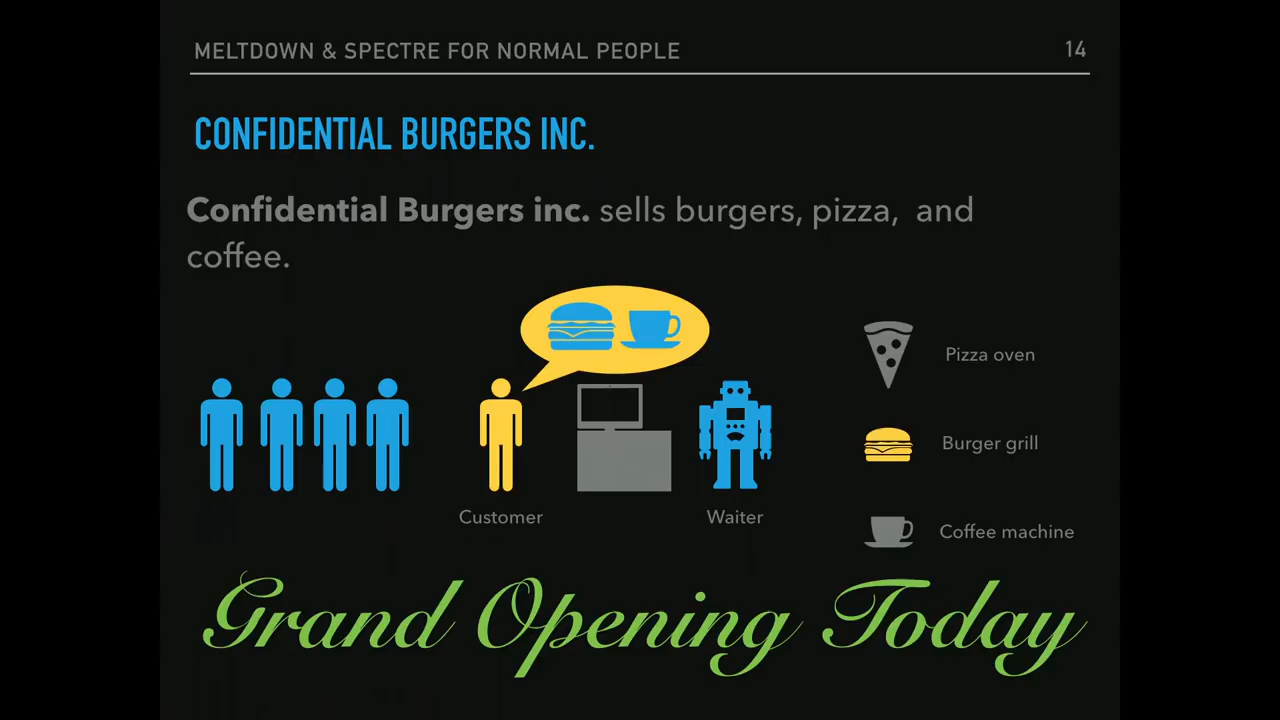 MELTDOWN & SPECTRE FOR NORMAL PEOPLE 14
CONFIDENTIAL BURGERS INC.
Confidential Burgers inc. sells burgers, pizza, and
coffee.
Pizza oven
Burger grill
Customer
Waiter
Coffee machine
Grand Opening Today